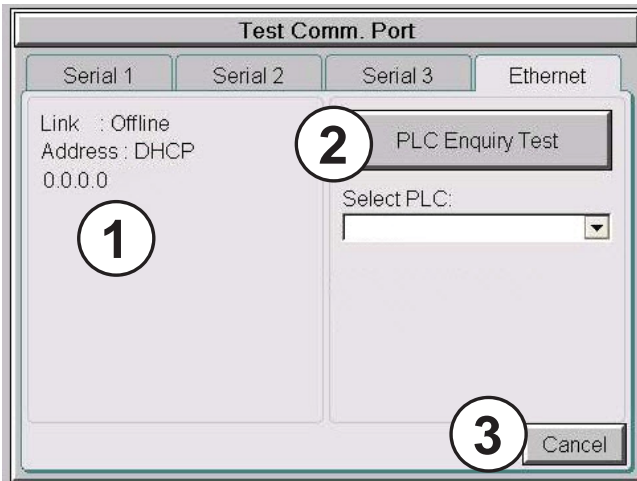 Test Comm. Port
Serial 1 Serial 2 Serial 3 Ethernet
Link : Offline
Address : DHCP
0.0.0.0
1
2
PLC Enquiry Test
Select PLC:
3
Cancel